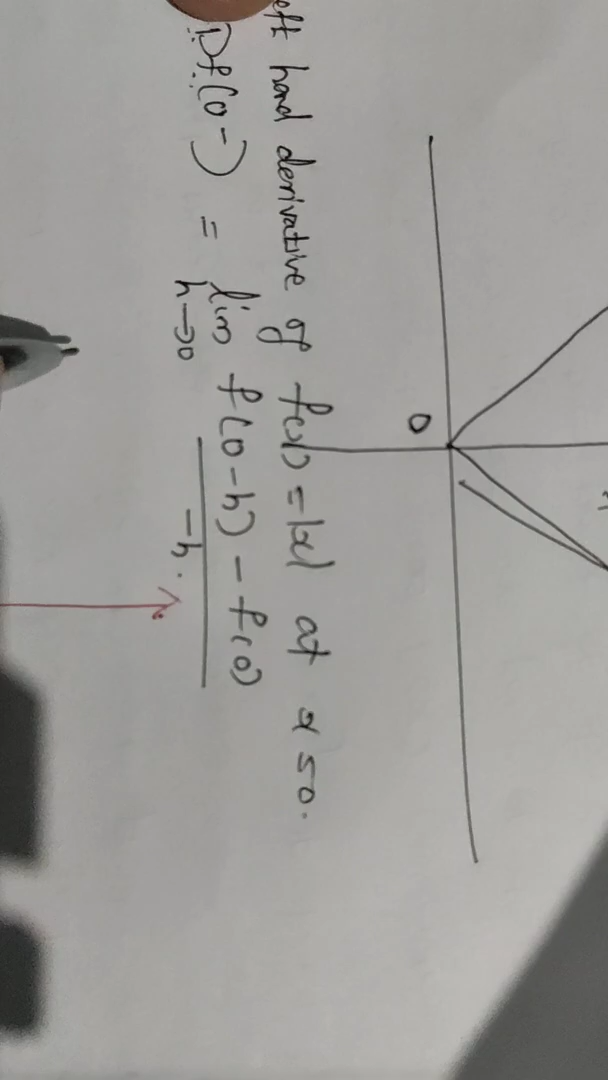 0
eft hand derivative of f(x) = |x| at x = 0.
Df(0-) = lim f(0-h) - f(0)
h→0 -h.